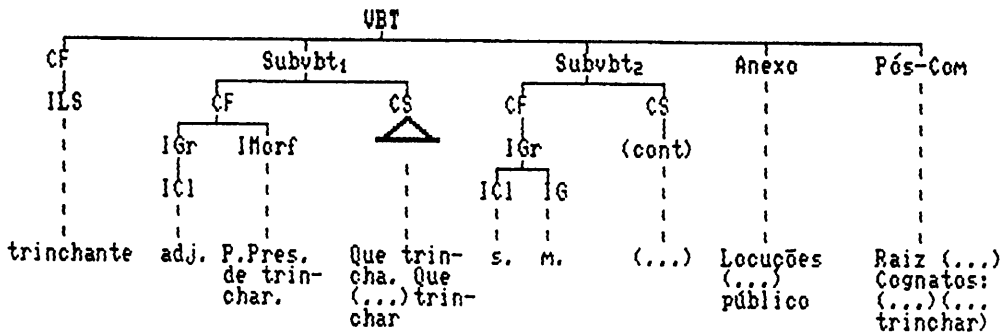 VBT
CF Subvbt1 Subvbt2 Anexo Pós-Com
ILS CF CS CF CS
IGr IMorf IGr (cont)
ICl ICl IG
trinchante adj. P.Pres. Que trin- s. M. (...) Locuções Raiz (...)
de trin- cha. Que (...) Cognatos:
char. (...)trin- público (...)(...
char trinchar)